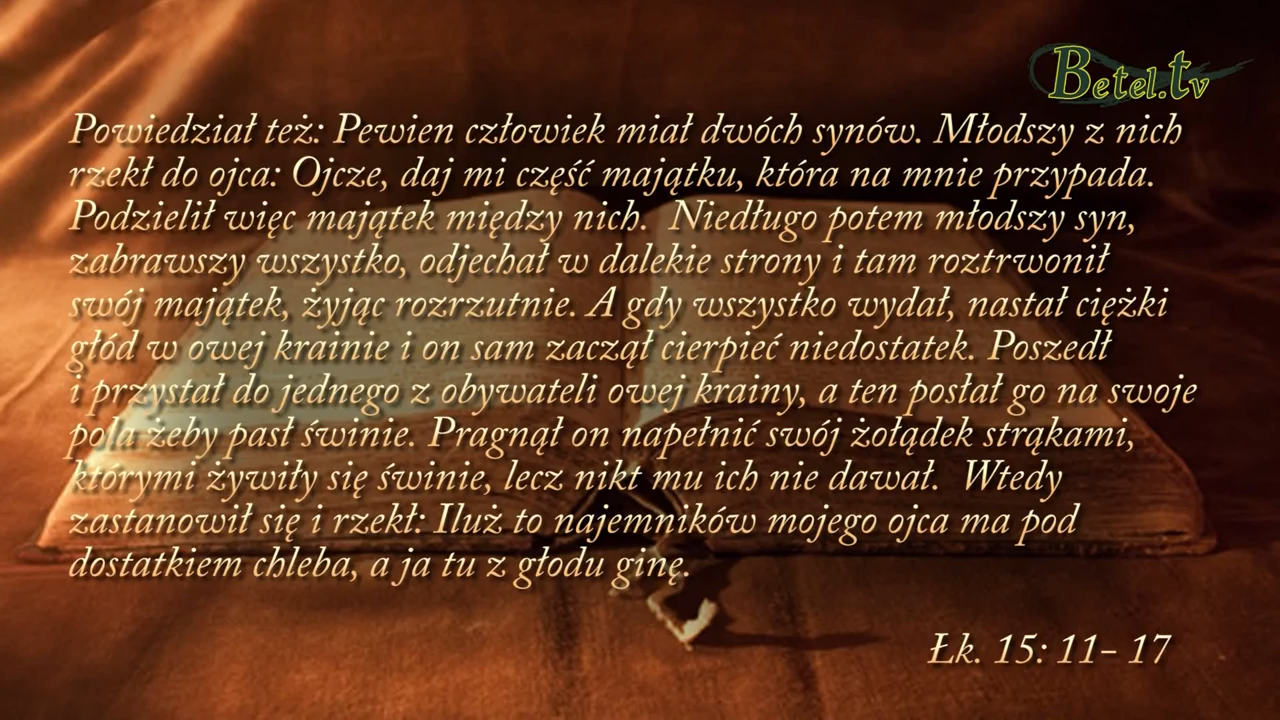 Betel.tv
Powiedział też: Pewien człowiek miał dwóch synów. Młodszy z nich
rzekł do ojca: Ojcze, daj mi część majątku, która na mnie przypada.
Podzielił więc majątek między nich. Niedługo potem młodszy syn,
zabrawszy wszystko, odjechał w dalekie strony i tam roztrwonił
swój majątek, żyjąc rozrzutnie. A gdy wszystko wydał, nastał ciężki
głód w owej krainie i on sam zaczął cierpieć niedostatek. Poszedł
i przystał do jednego z obywateli owej krainy, a ten posłał go na swoje
pola żeby pasł świnie. Pragnął on napełnić swój żołądek strąkami,
którymi żywiły się świnie, lecz nikt mu ich nie dawał. Wtedy
zastanowił się i rzekł: Iluż to najemników mojego ojca ma pod
dostatkiem chleba, a ja tu z głodu ginę.
Łk. 15: 11- 17